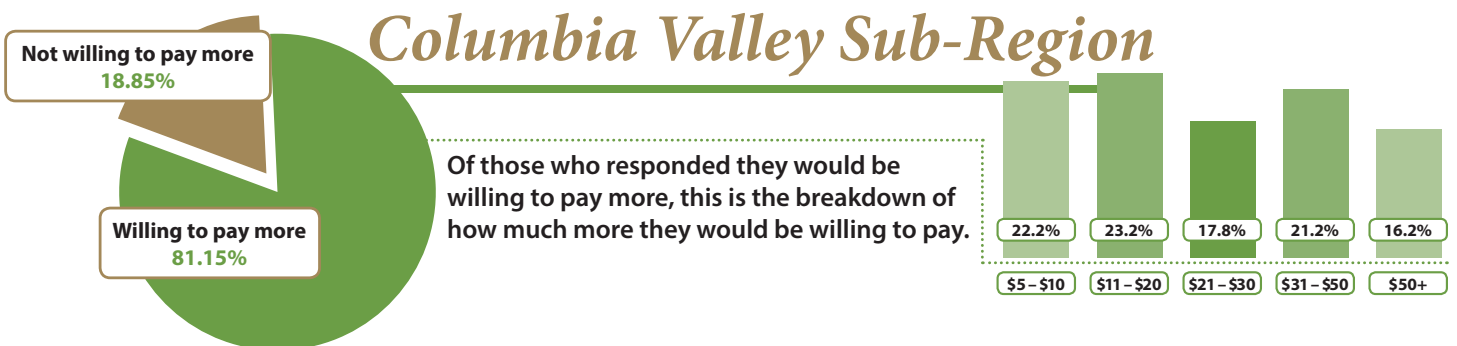 Columbia Valley Sub-Region
Not willing to pay more
18.85%
Willing to pay more
81.15%
Of those who responded they would be
willing to pay more, this is the breakdown of
how much more they would be willing to pay.
22.2% 23.2% 17.8% 21.2% 16.2%
$5 – $10 $11 – $20 $21 – $30 $31 – $50 $50+